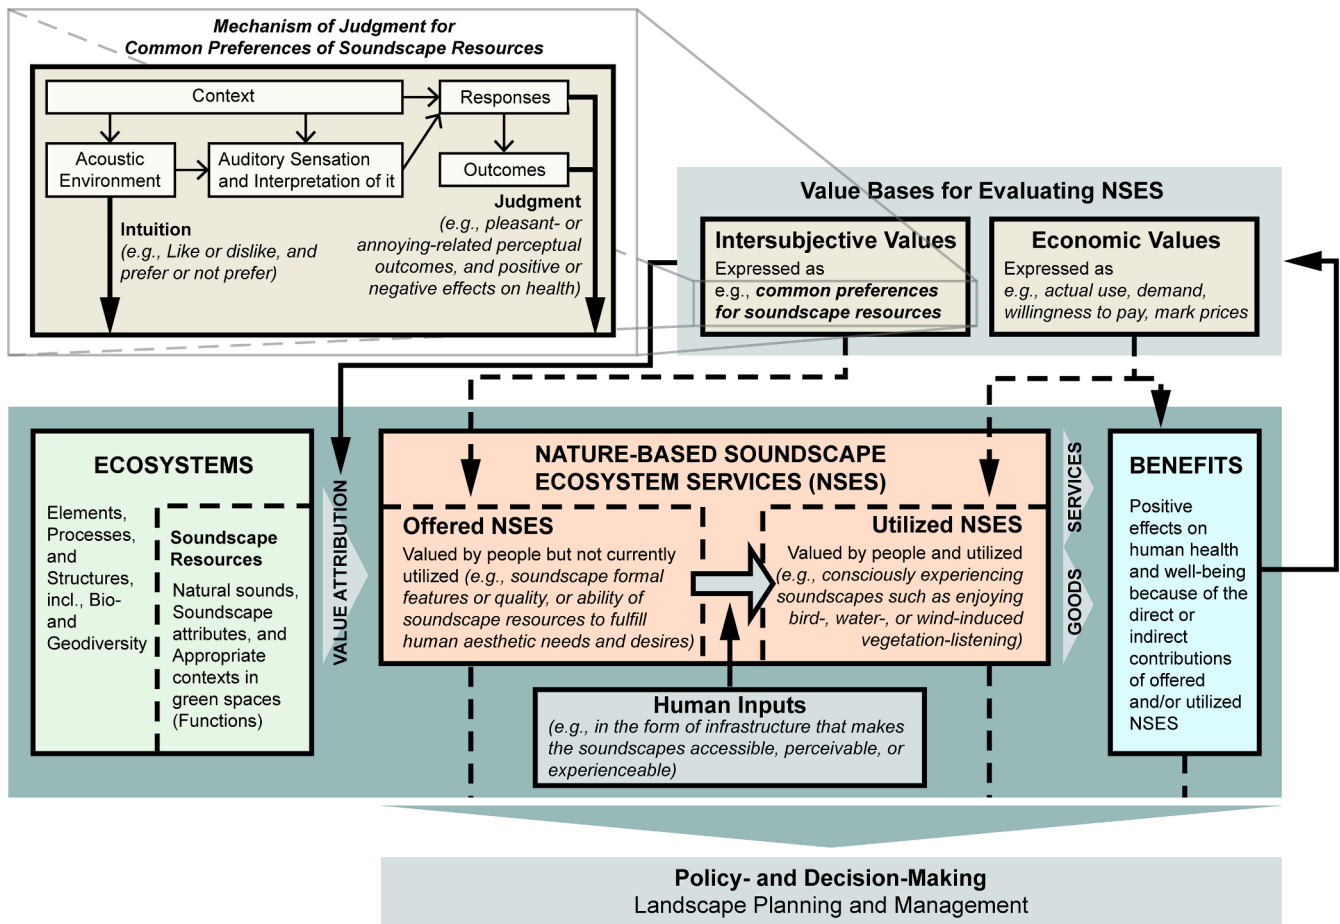 Mechanism of Judgment for
Common Preferences of Soundscape Resources
Context
Responses
Acoustic
Environment
Auditory Sensation
and Interpretation of it
Outcomes
Intuition
(e.g., Like or dislike, and
prefer or not prefer)
Judgment
(e.g., pleasant- or
annoying-related perceptual
outcomes, and positive or
negative effects on health)
Value Bases for Evaluating NSES
Intersubjective Values
Expressed as
e.g., common preferences
for soundscape resources
Economic Values
Expressed as
e.g., actual use, demand,
willingness to pay, mark prices
ECOSYSTEMS
Elements,
Processes,
and
Structures,
incl., Bio-
and
Geodiversity
Soundscape
Resources
Natural sounds,
Soundscape
attributes, and
Appropriate
contexts in
green spaces
(Functions)
VALUE ATTRIBUTION
NATURE-BASED SOUNDSCAPE
ECOSYSTEM SERVICES (NSES)
Offered NSES
Valued by people but not currently
utilized (e.g., soundscape formal
features or quality, or ability of
soundscape resources to fulfill
human aesthetic needs and desires)
Utilized NSES
Valued by people and utilized
(e.g., consciously experiencing
soundscapes such as enjoying
bird-, water-, or wind-induced
vegetation-listening)
Human Inputs
(e.g., in the form of infrastructure that makes
the soundscapes accessible, perceivable, or
experienceable)
SERVICES
GOODS
BENEFITS
Positive
effects on
human health
and well-being
because of the
direct or
indirect
contributions
of offered
and/or utilized
NSES
Policy- and Decision-Making
Landscape Planning and Management